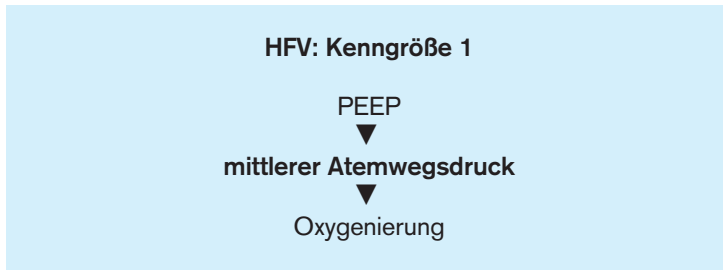 HFV: Kenngröße 1
PEEP
▼
mittlerer Atemwegsdruck
▼
Oxygenierung